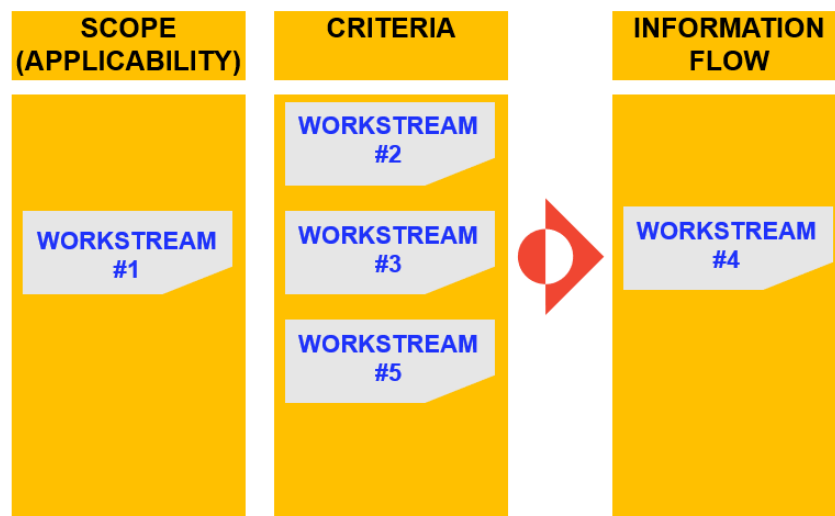 SCOPE
(APPLICABILITY)
CRITERIA
INFORMATION
FLOW
WORKSTREAM
#1
WORKSTREAM
#2
WORKSTREAM
#3
WORKSTREAM
#5
WORKSTREAM
#4